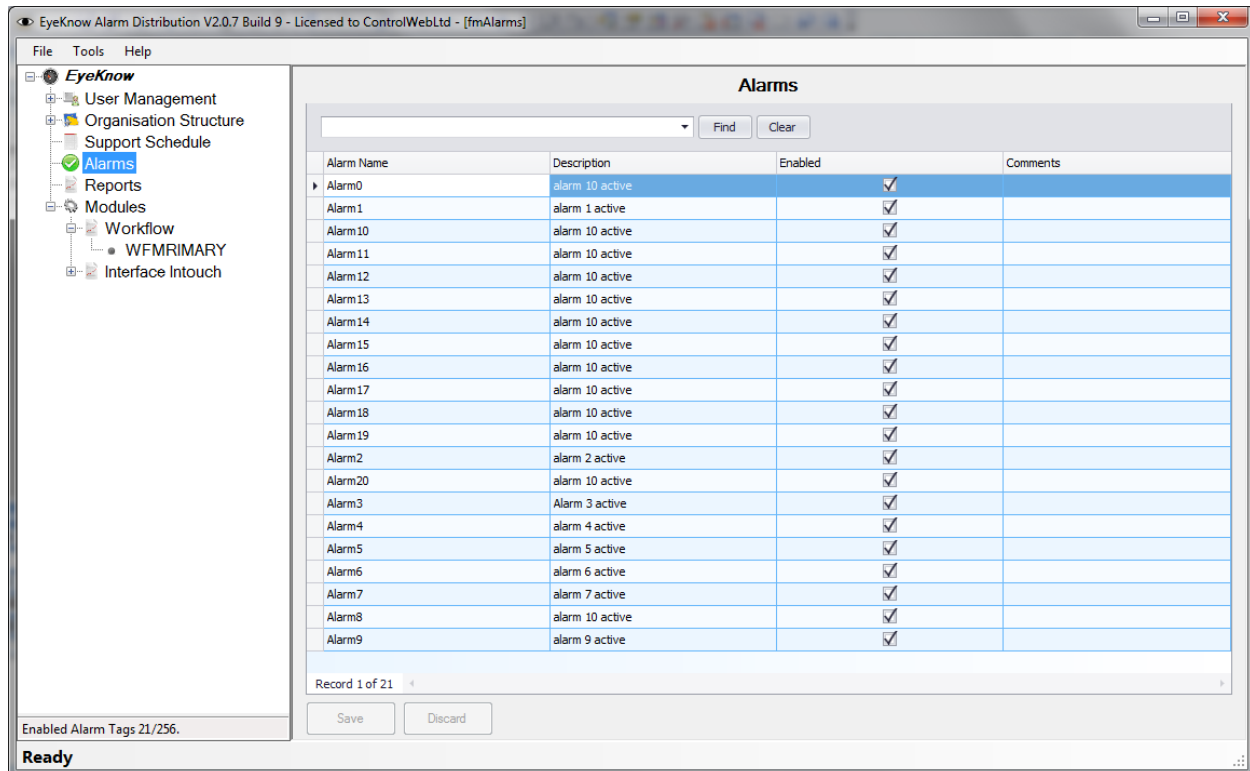 EyeKnow Alarm Distribution V2.0.7 Build 9 - Licensed to ControlWebLtd - [fmAlarms]
File Tools Help
EyeKnow
User Management
Organisation Structure
Support Schedule
Alarms
Reports
Modules
Workflow
WFMRIMARY
Interface Intouch
Enabled Alarm Tags 21/256.
Alarms
Find Clear
Alarm Name Description Enabled Comments
Alarm0 alarm 10 active
Alarm1 alarm 1 active
Alarm10 alarm 10 active
Alarm11 alarm 10 active
Alarm12 alarm 10 active
Alarm13 alarm 10 active
Alarm14 alarm 10 active
Alarm15 alarm 10 active
Alarm16 alarm 10 active
Alarm17 alarm 10 active
Alarm18 alarm 10 active
Alarm19 alarm 10 active
Alarm2 alarm 2 active
Alarm20 alarm 10 active
Alarm3 Alarm 3 active
Alarm4 alarm 4 active
Alarm5 alarm 5 active
Alarm6 alarm 6 active
Alarm7 alarm 7 active
Alarm8 alarm 10 active
Alarm9 alarm 9 active
Record 1 of 21
Save Discard
Ready